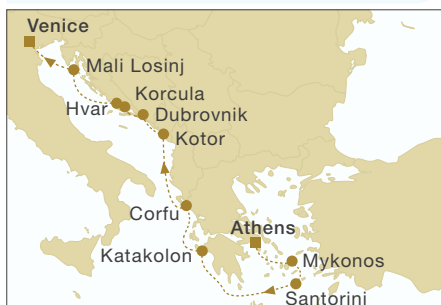 Venice
Mali Losinj
Korcula
Hvar
Dubrovnik
Kotor
Corfu
Athens
Katakolon
Mykonos
Santorini